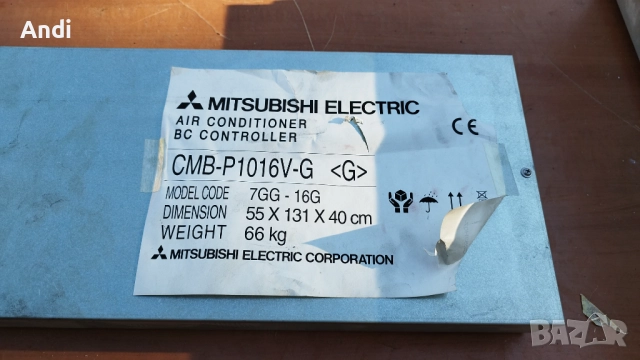 Andi
MITSUBISHI ELECTRIC
AIR CONDITIONER
BC CONTROLLER
CE
CMB-P1016V-G <G>
MODEL CODE 7GG - 16G
DIMENSION 55 X 131 X 40 cm
WEIGHT 66 kg
MITSUBISHI ELECTRIC CORPORATION
BAZAR